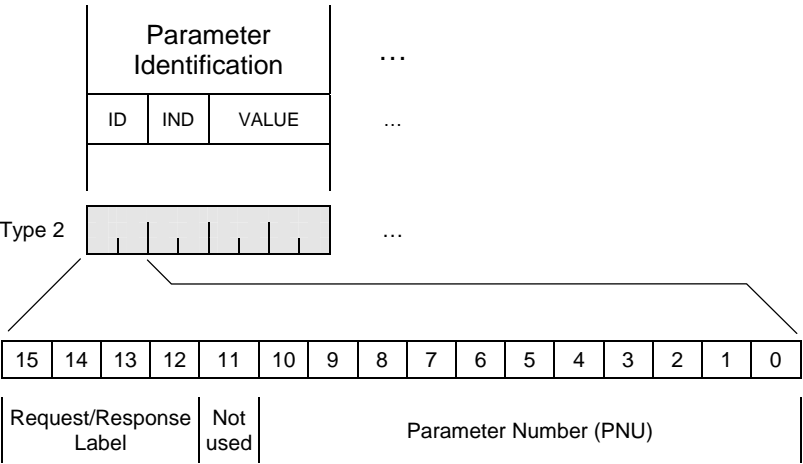 Parameter
Identification
...
ID IND VALUE ...
Type 2 ...
15 14 13 12 11 10 9 8 7 6 5 4 3 2 1 0
Request/Response
Label
Not
used
Parameter Number (PNU)